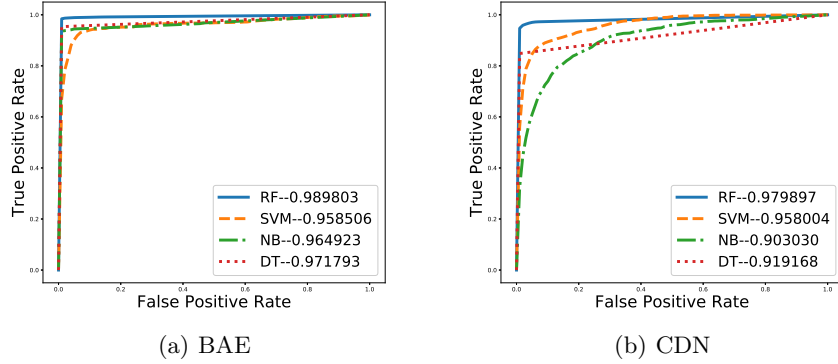 1.0
0.8
0.6
0.4
0.2
0.0
True Positive Rate
RF--0.989803
SVM--0.958506
NB--0.964923
DT--0.971793
0.0 0.2 0.4 0.6 0.8 1.0
False Positive Rate
(a) BAE
1.0
0.8
0.6
0.4
0.2
0.0
True Positive Rate
RF--0.979897
SVM--0.958004
NB--0.903030
DT--0.919168
0.0 0.2 0.4 0.6 0.8 1.0
False Positive Rate
(b) CDN